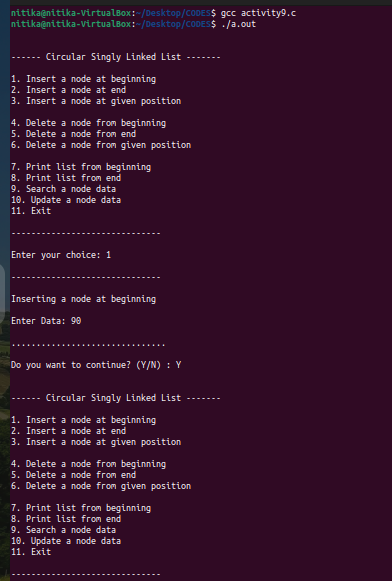 nitika@nitika-VirtualBox:~/Desktop/CODES$ gcc activity9.c
nitika@nitika-VirtualBox:~/Desktop/CODES$ ./a.out
------ Circular Singly Linked List -------
1. Insert a node at beginning
2. Insert a node at end
3. Insert a node at given position
4. Delete a node from beginning
5. Delete a node from end
6. Delete a node from given position
7. Print list from beginning
8. Print list from end
9. Search a node data
10. Update a node data
11. Exit
------------------------------
Enter your choice: 1
------------------------------
Inserting a node at beginning
Enter Data: 90
...............................
Do you want to continue? (Y/N) : Y
------ Circular Singly Linked List -------
1. Insert a node at beginning
2. Insert a node at end
3. Insert a node at given position
4. Delete a node from beginning
5. Delete a node from end
6. Delete a node from given position
7. Print list from beginning
8. Print list from end
9. Search a node data
10. Update a node data
11. Exit
------------------------------